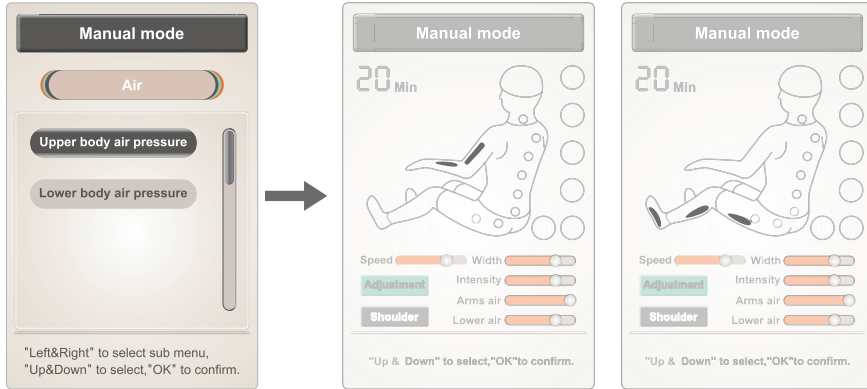 Manual mode
Air
Upper body air pressure
Lower body air pressure
"Left&Right" to select sub menu,
"Up&Down" to select,"OK" to confirm.
Manual mode
20 Min
Speed
Width
Adjustment
Intensity
Arms air
Shoulder
Lower air
"Up & Down" to select,"OK"to confirm.
Manual mode
20 Min
Speed
Width
Adjustment
Intensity
Arms air
Shoulder
Lower air
"Up & Down" to select,"OK"to confirm.